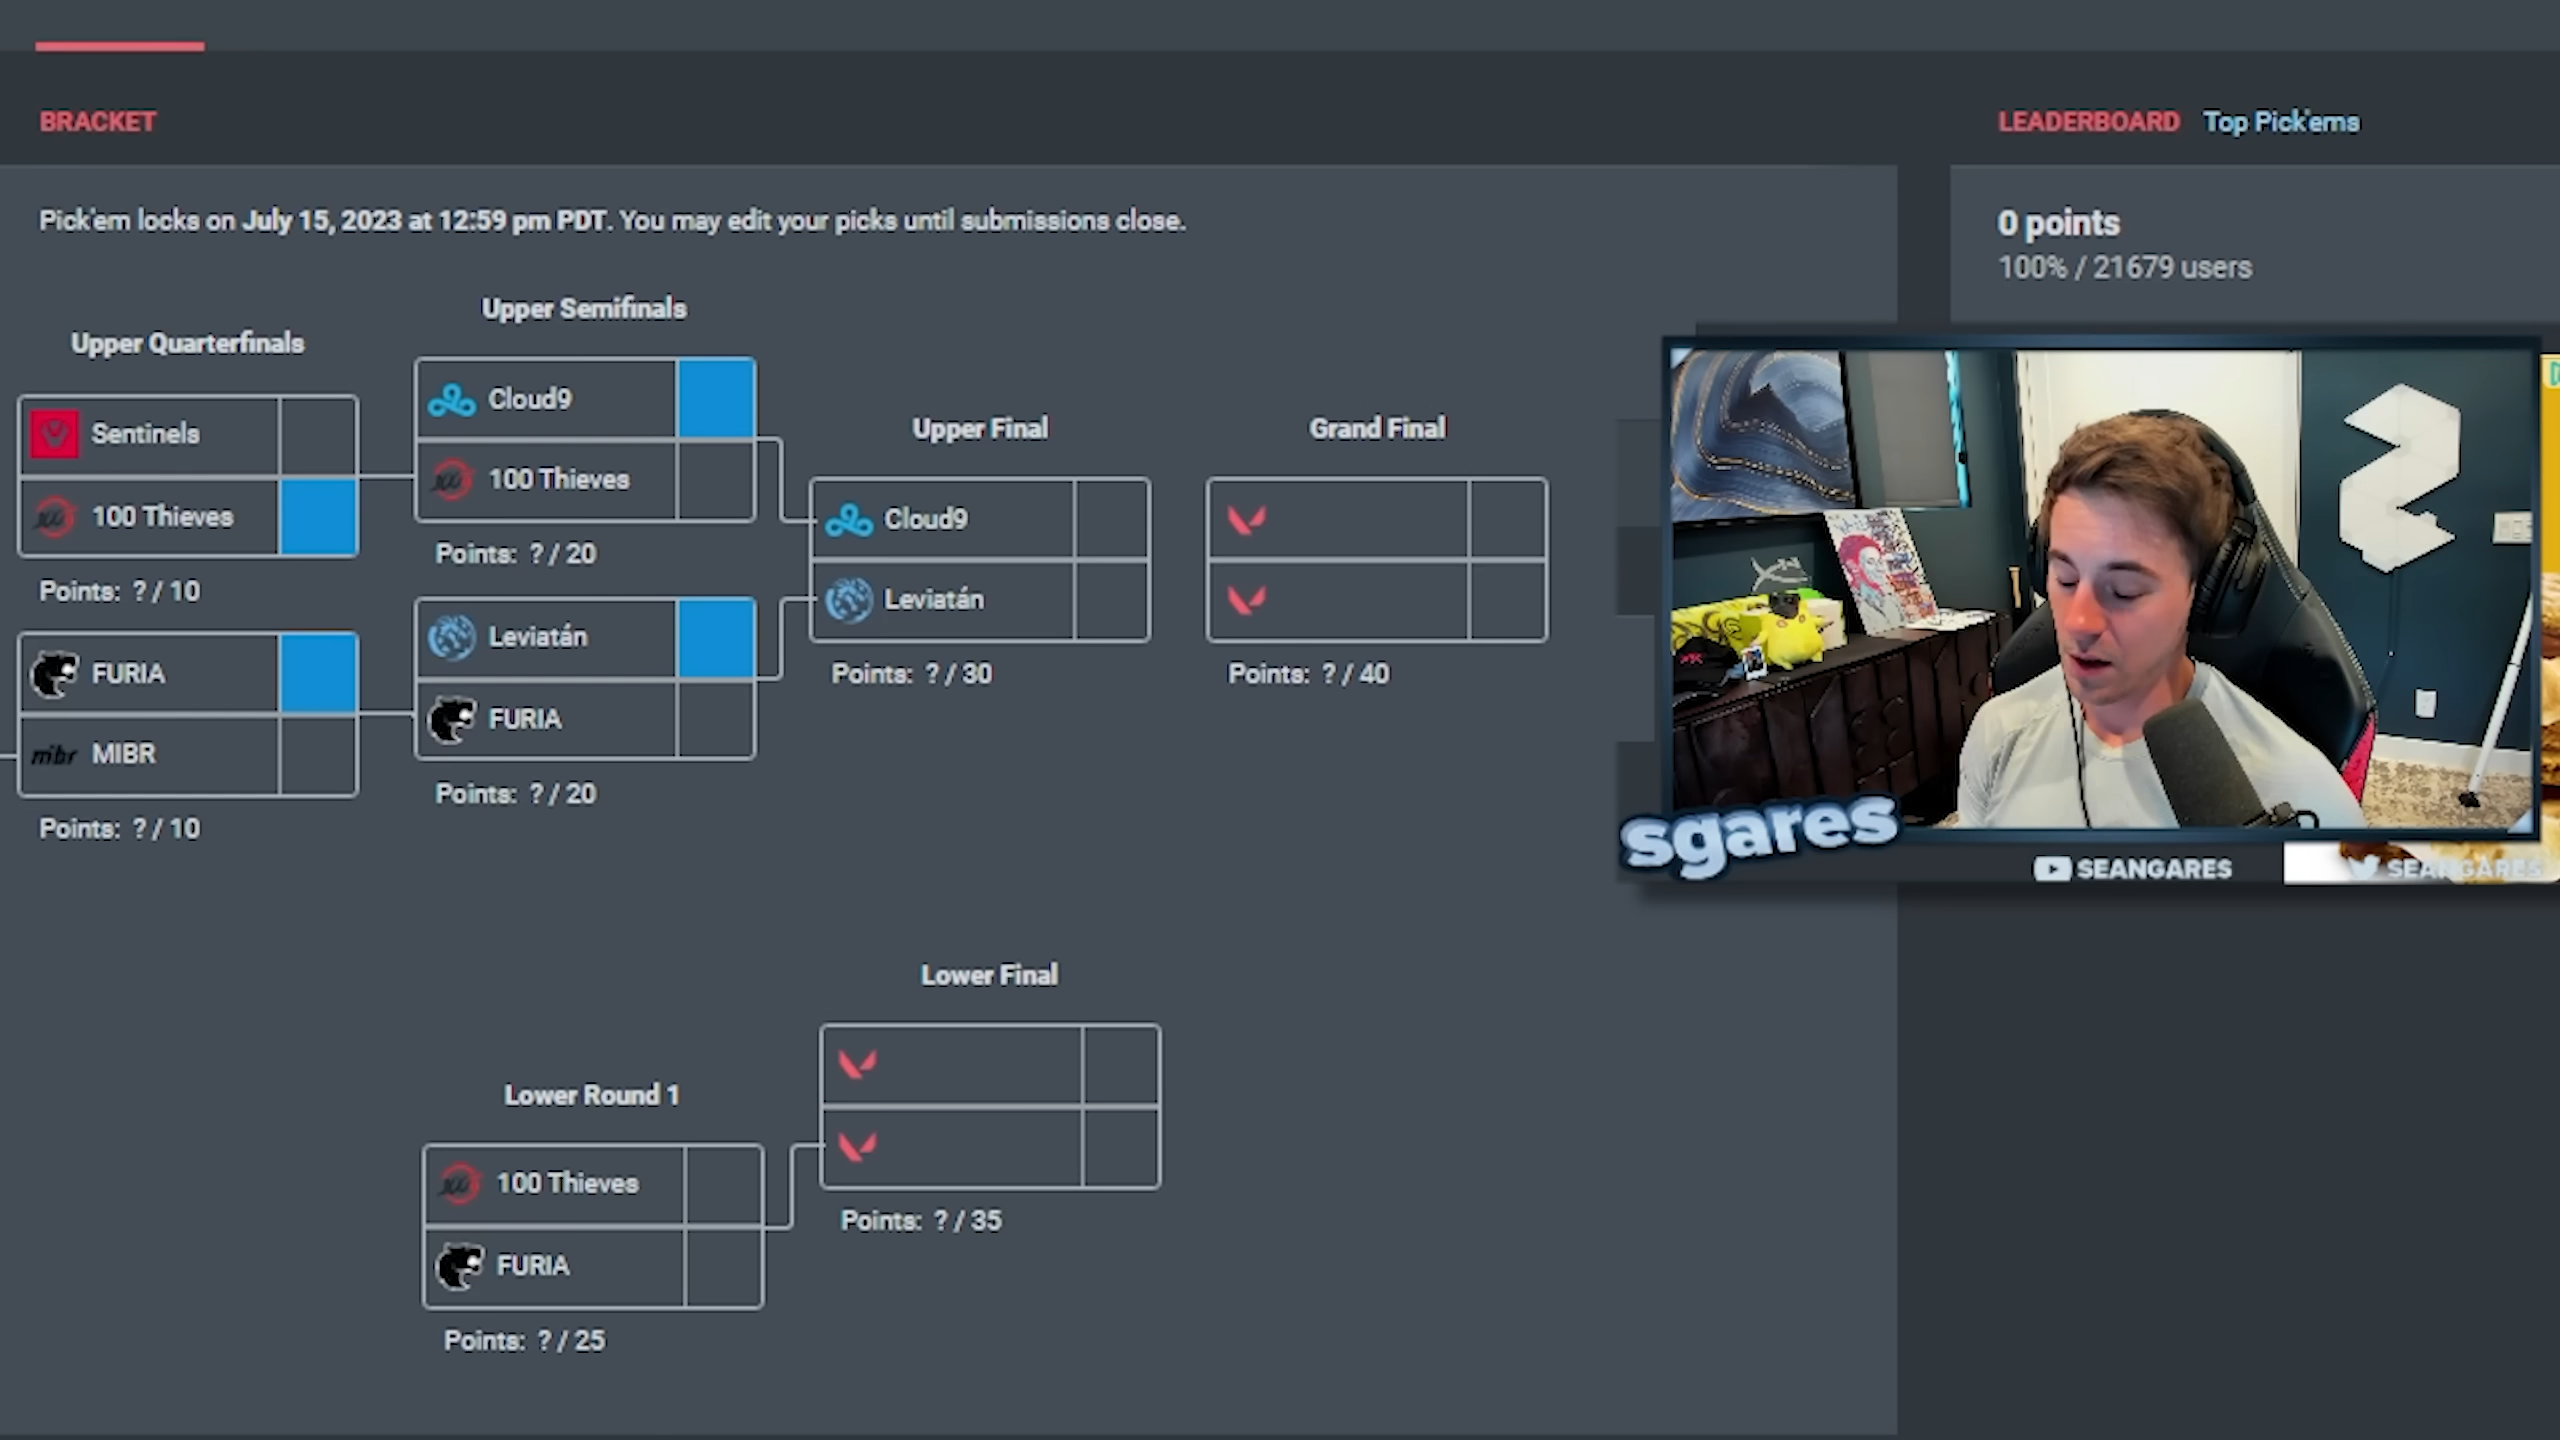 BRACKET
LEADERBOARD Top Pick'ems
Pick'em locks on July 15, 2023 at 12:59 pm PDT. You may edit your picks until submissions close.
0 points
100% / 21679 users
Upper Quarterfinals
Sentinels
100 Thieves
Points: ? / 10
FURIA
mibr MIBR
Points: ? / 10
Upper Semifinals
Cloud9
100 Thieves
Points: ? / 20
Leviatán
FURIA
Points: ? / 20
Upper Final
Cloud9
Leviatán
Points: ? / 30
Grand Final
Points: ? / 40
Lower Round 1
100 Thieves
FURIA
Points: ? / 25
Lower Final
Points: ? / 35
sgares
SEANGARES
SEANGARES